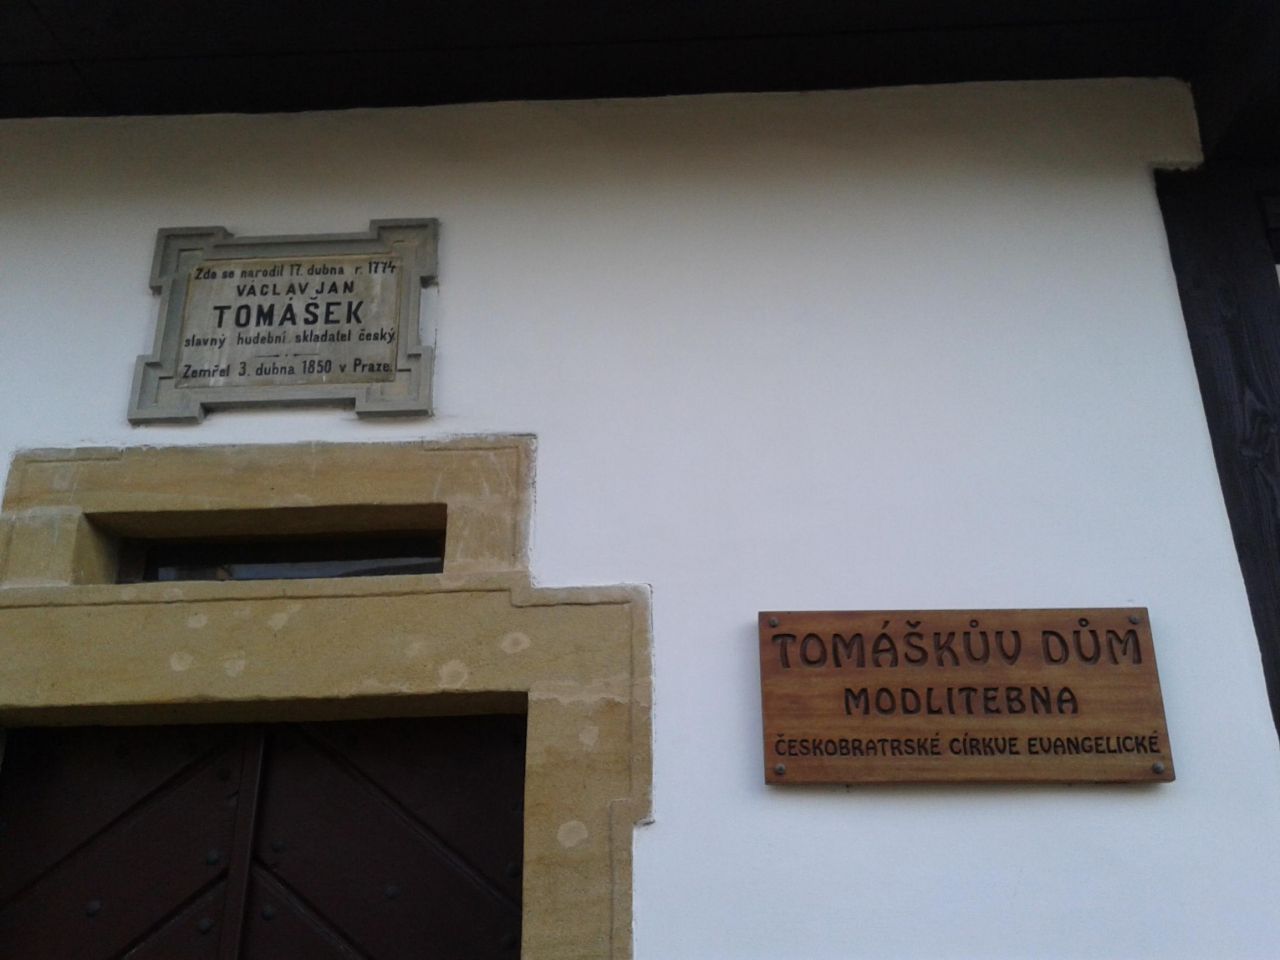 Zde se narodil 17. dubna r. 1774
VÁCLAV JAN
TOMÁŠEK
slavný hudební skladatel český.
Zemřel 3. dubna 1850 v Praze.
TOMÁŠKŮV DŮM
MODLITEBNA
ČESKOBRATRSKÉ CÍRKVE EVANGELICKÉ